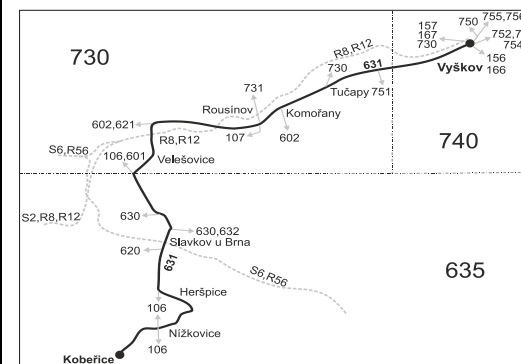 730
157
167
730
750
755,756
752,7
754
156
166
Vyškov
R8,R12
631
730
Tučapy
751
731
Rousínov
Komořany
602,621
R8,R12
107
602
740
S6,R56
106,601
Velešovice
S2,R8,R12
630
630,632
Slavkov u Brna
620
631
S6,R56
635
Heršpice
106
Nížkovice
106
Kobeřice